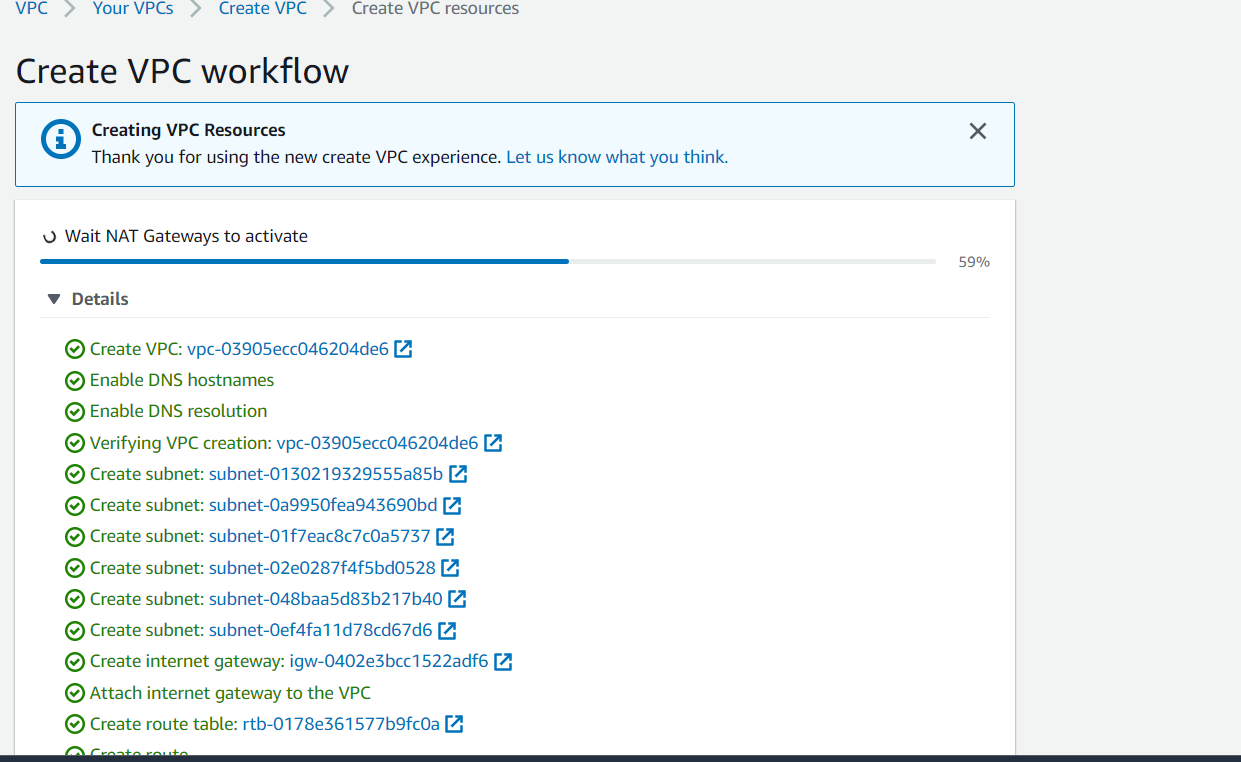 VPC > Your VPCs > Create VPC > Create VPC resources
Create VPC workflow
Creating VPC Resources
Thank you for using the new create VPC experience. Let us know what you think.
Wait NAT Gateways to activate
59%
Details
Create VPC: vpc-03905ecc046204de6
Enable DNS hostnames
Enable DNS resolution
Verifying VPC creation: vpc-03905ecc046204de6
Create subnet: subnet-0130219329555a85b
Create subnet: subnet-0a9950fea943690bd
Create subnet: subnet-01f7eac8c7c0a5737
Create subnet: subnet-02e0287f4f5bd0528
Create subnet: subnet-048baa5d83b217b40
Create subnet: subnet-0ef4fa11d78cd67d6
Create internet gateway: igw-0402e3bcc1522adf6
Attach internet gateway to the VPC
Create route table: rtb-0178e361577b9fc0a
Create route